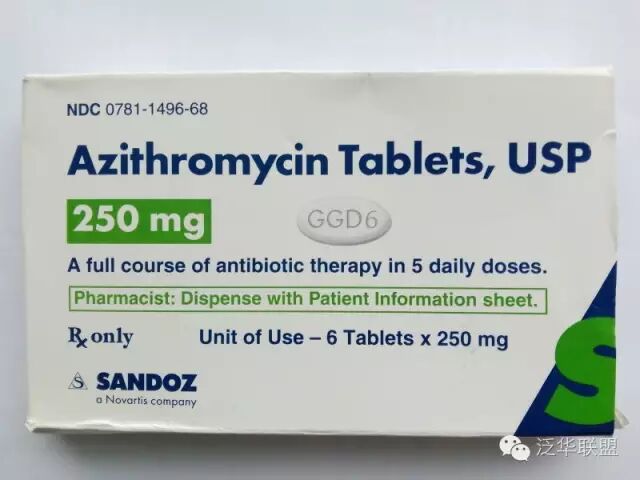 NDC 0781-1496-68
Azithromycin Tablets, USP
250 mg
GGD6
A full course of antibiotic therapy in 5 daily doses.
Pharmacist: Dispense with Patient Information sheet.
Rx only
Unit of Use – 6 Tablets x 250 mg
S SANDOZ
a Novartis company
S
泛华联盟